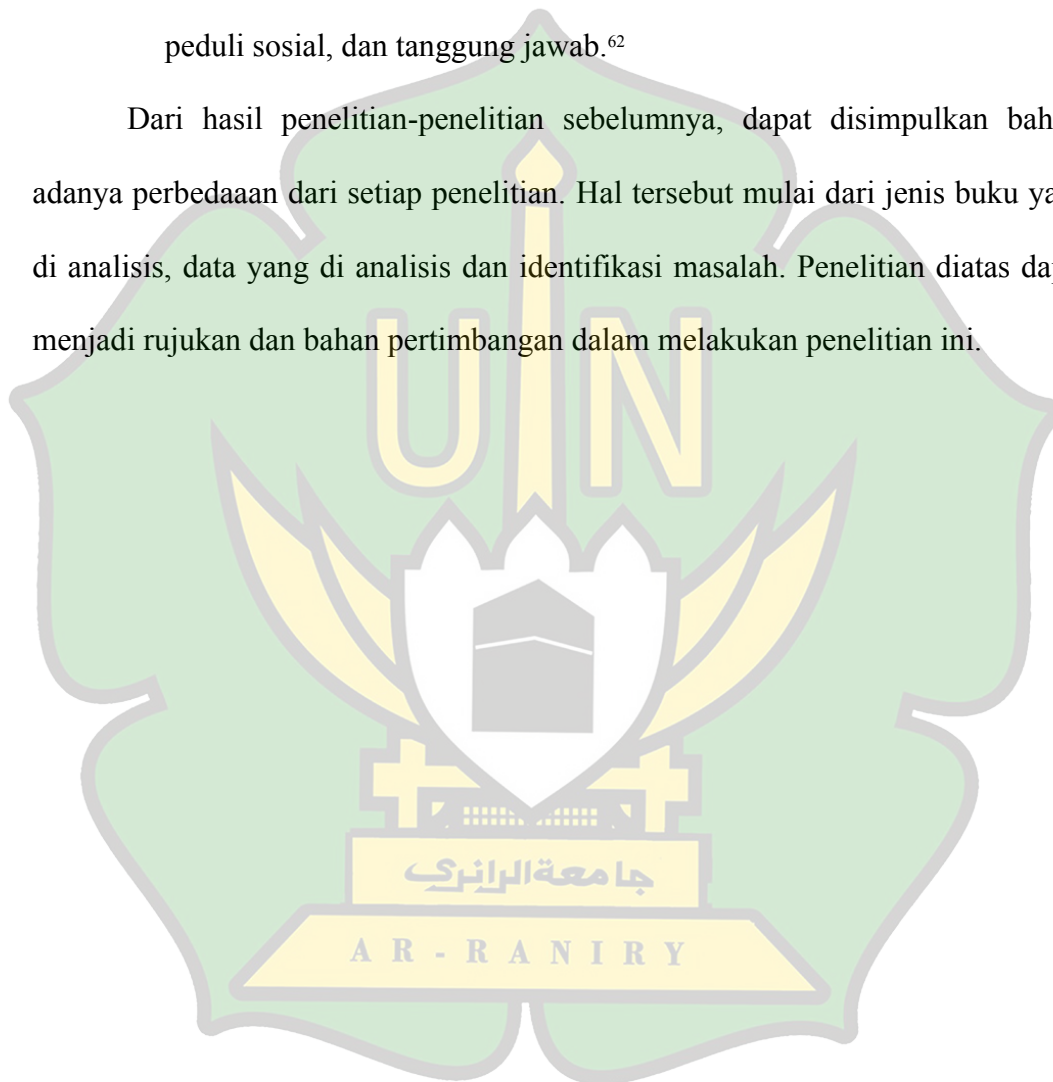 peduli sosial, dan tanggung jawab.⁶²
Dari hasil penelitian-penelitian sebelumnya, dapat disimpulkan bah
adanya perbedaaan dari setiap penelitian. Hal tersebut mulai dari jenis buku ya
di analisis, data yang di analisis dan identifikasi masalah. Penelitian diatas da
menjadi rujukan dan bahan pertimbangan dalam melakukan penelitian ini.
UIN
جامعة الرانري
AR-RANIRY